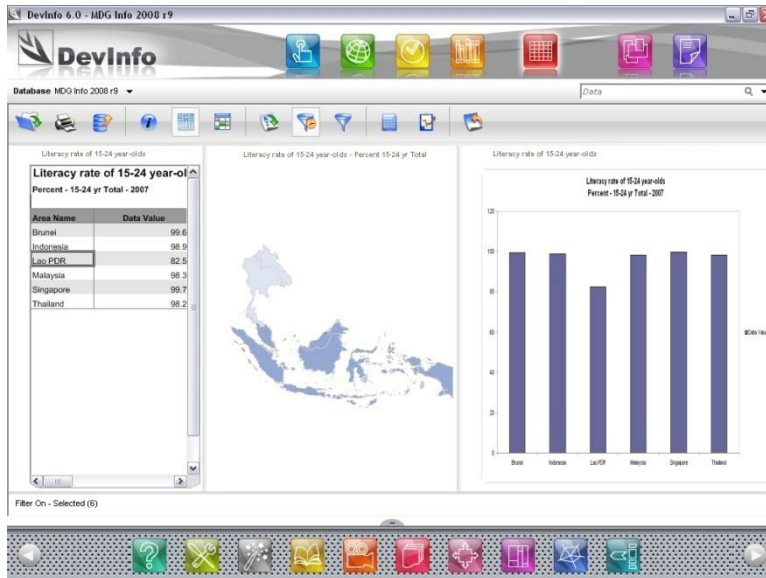 DevInfo 6.0 - MDG Info 2008 r9
DevInfo
Database MDG Info 2008 r9
Data
Literacy rate of 15-24 year-olds
Literacy rate of 15-24 year-ol
Percent - 15-24 yr Total - 2007
Area Name Data Value
Brunei 99.6
Indonesia 98.9
Lao PDR 82.5
Malaysia 98.3
Singapore 99.7
Thailand 98.2
Literacy rate of 15-24 year-olds - Percent 15-24 yr Total
Literacy rate of 15-24 year-olds
Literacy rate of 15-24 year-olds
Percent - 15-24 yr Total - 2007
120
100
80
60
40
20
0
Brunei Indonesia Lao PDR Malaysia Singapore Thailand
Data Valu
Filter On - Selected (6)